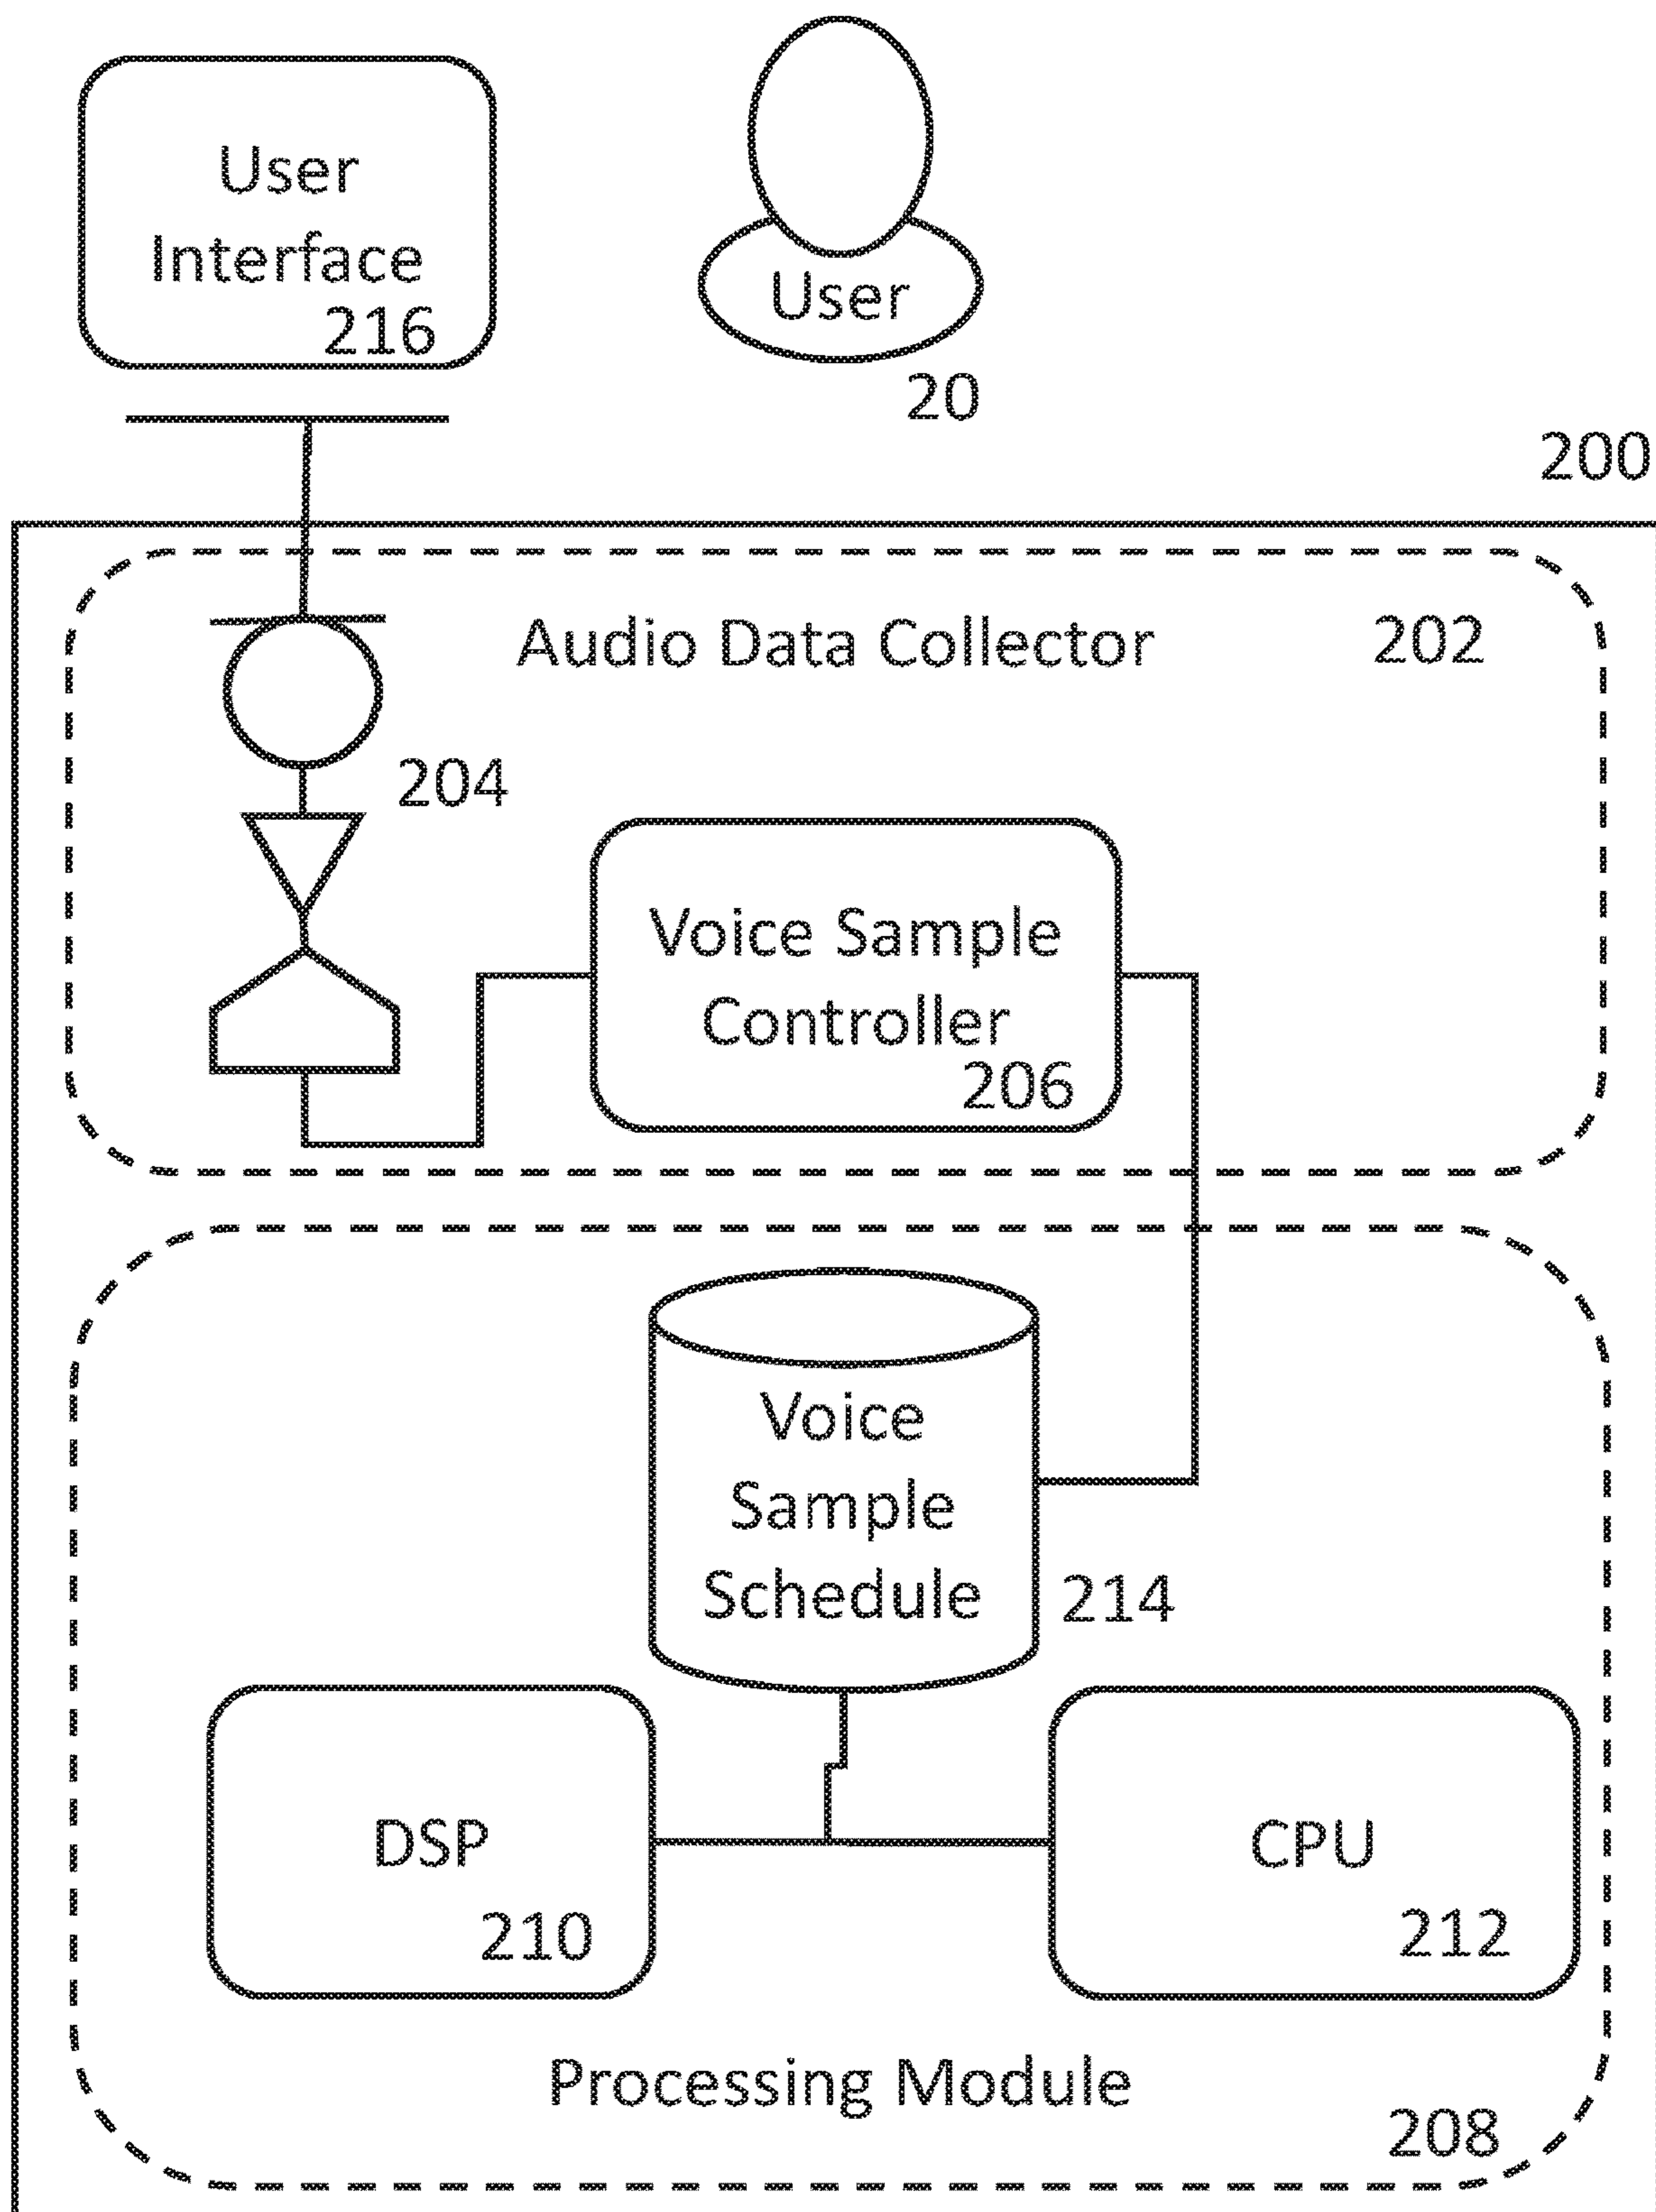 User
Interface
216
User
20
200
Audio Data Collector
202
204
Voice Sample
Controller
206
Voice
Sample
Schedule
214
DSP
210
CPU
212
Processing Module
208